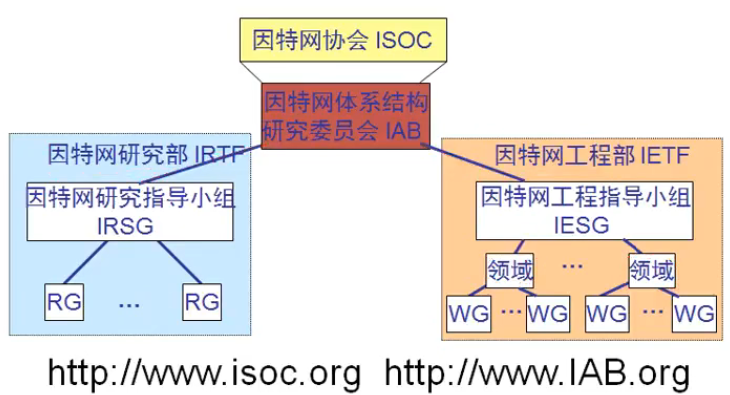 因特网协会 ISOC
因特网体系结构
研究委员会 IAB
因特网研究部 IRTF
因特网工程部 IETF
因特网研究指导小组
IRSG
因特网工程指导小组
IESG
领域 … 领域
RG … RG
WG … WG WG … WG
http://www.isoc.org http://www.IAB.org